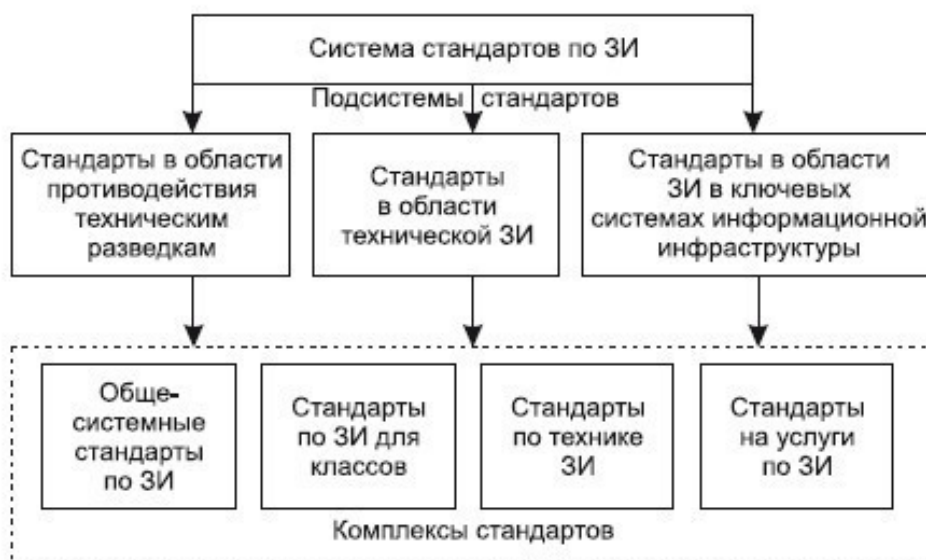 Система стандартов по ЗИ
Подсистемы стандартов
Стандарты в области
противодействия
техническим
разведкам
Стандарты
в области
технической ЗИ
Стандарты в области
ЗИ в ключевых
системах информационной
инфраструктуры
Обще-
системные
стандарты
по ЗИ
Стандарты
по ЗИ для
классов
Стандарты
по технике
ЗИ
Стандарты
на услуги
по ЗИ
Комплексы стандартов